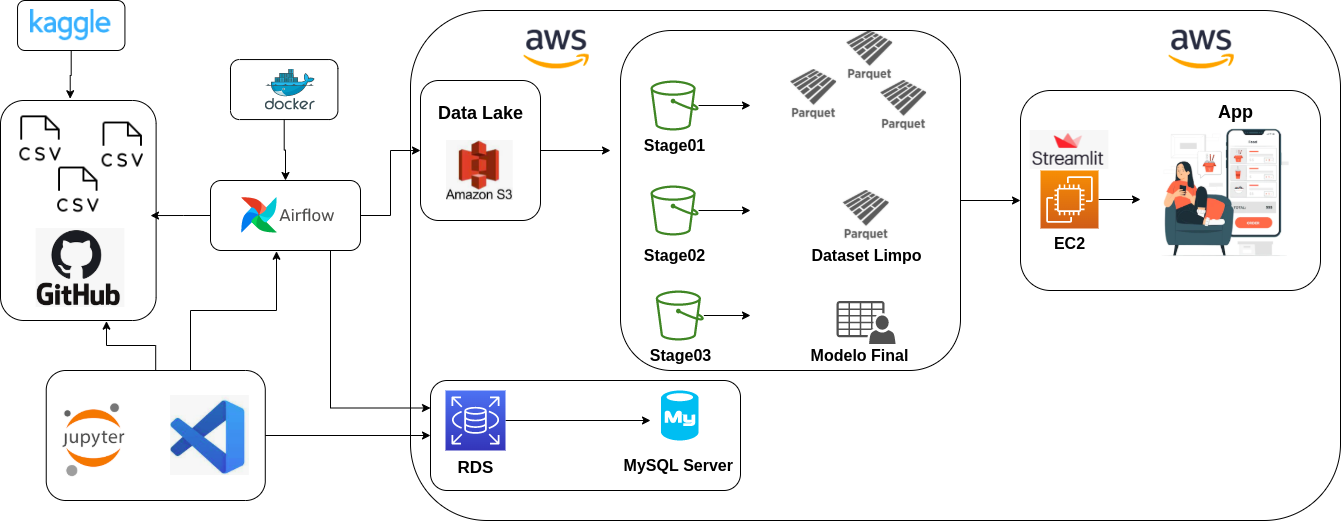 kaggle
aws
aws
docker
CSV
CSV
CSV
GitHub
Airflow
Data Lake
Amazon S3
Parquet
Parquet
Parquet
Stage01
Stage02
Parquet
Dataset Limpo
Stage03
Modelo Final
App
Streamlit
EC2
jupyter
RDS
My
MySQL Server